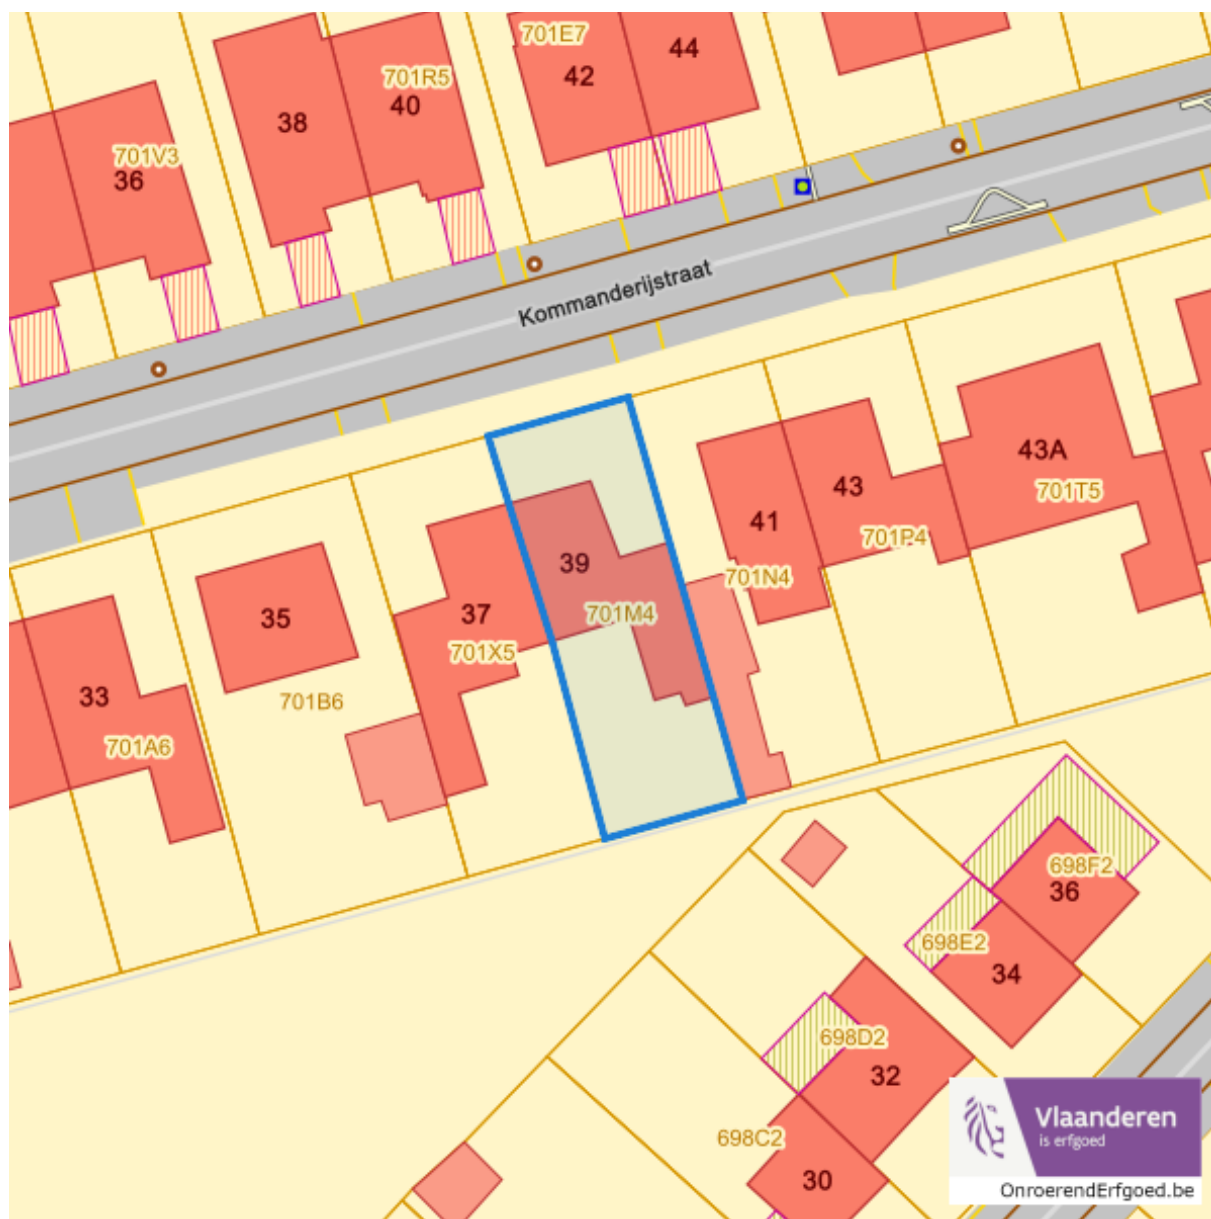 701E7
44
42
701R5
38
40
701V3
36
Kommanderijstraat
43A
43
701T5
41
701P4
39
701N4
37
701M4
35
701X5
33
701B6
701A6
698F2
36
698E2
34
698D2
32
698C2
30
Vlaanderen
is erfgoed
OnroerendErfgoed.be